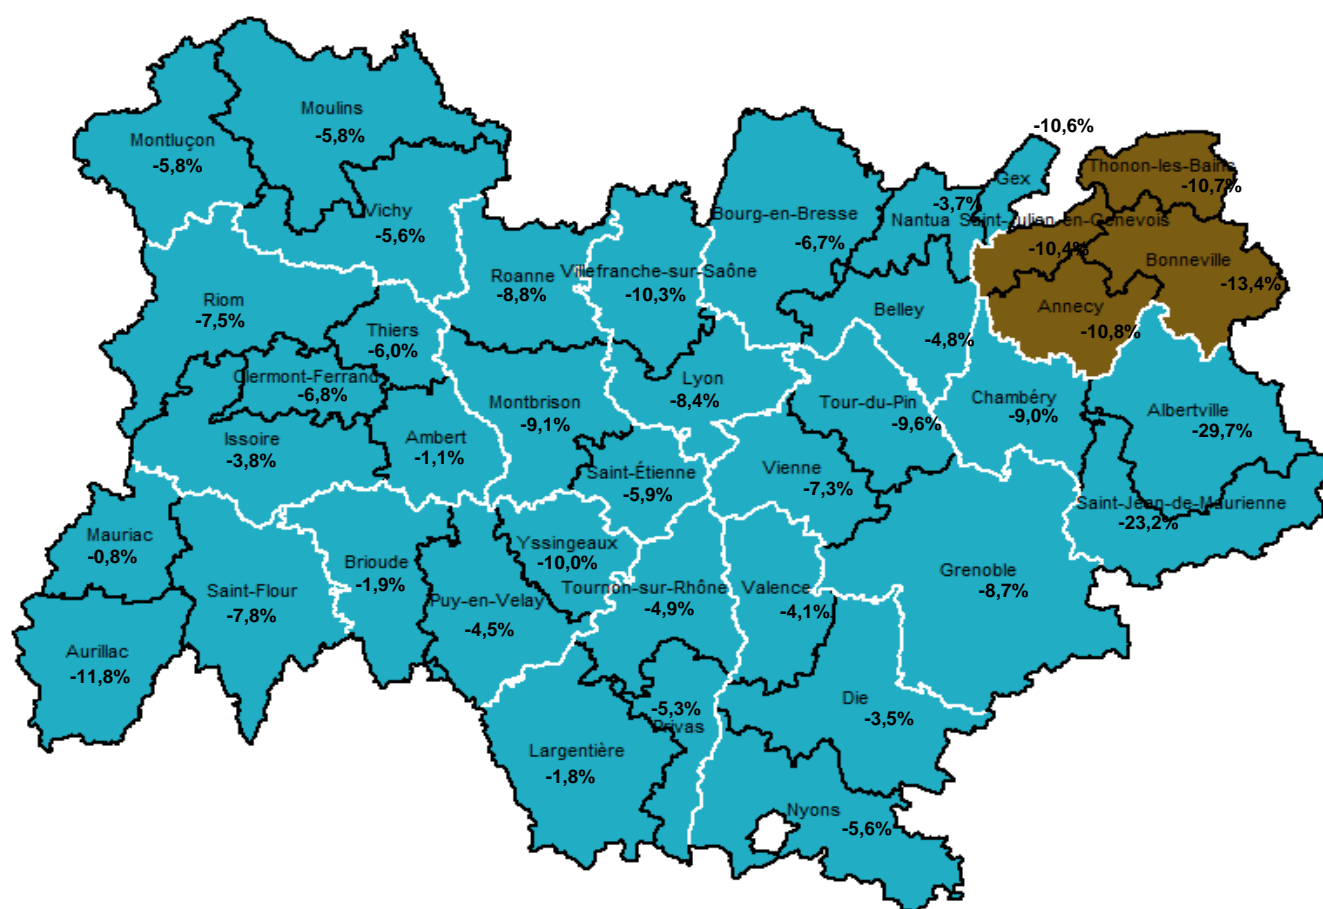 Moulins
-5,8%
Montluçon
-5,8%
-10,6%
Thonon-les-Bains
-10,7%
Gex
Vichy
-5,6%
Bourg-en-Bresse
-6,7%
-3,7%
Nantua
Saint-Julien-en-Genevois
-10,4%
Bonneville
-13,4%
Roanne
-8,8%
Villefranche-sur-Saône
-10,3%
Riom
-7,5%
Thiers
-6,0%
Belley
-4,8%
Annecy
-10,8%
Clermont-Ferrand
-6,8%
Lyon
-8,4%
Montbrison
-9,1%
Tour-du-Pin
-9,6%
Chambéry
-9,0%
Albertville
-29,7%
Issoire
-3,8%
Ambert
-1,1%
Saint-Étienne
-5,9%
Vienne
-7,3%
Saint-Jean-de-Maurienne
-23,2%
Mauriac
-0,8%
Saint-Flour
-7,8%
Brioude
-1,9%
Yssingeaux
-10,0%
Puy-en-Velay
-4,5%
Tournon-sur-Rhône
-4,9%
Valence
-4,1%
Grenoble
-8,7%
Aurillac
-11,8%
Die
-3,5%
-5,3%
Privas
Largentière
-1,8%
Nyons
-5,6%